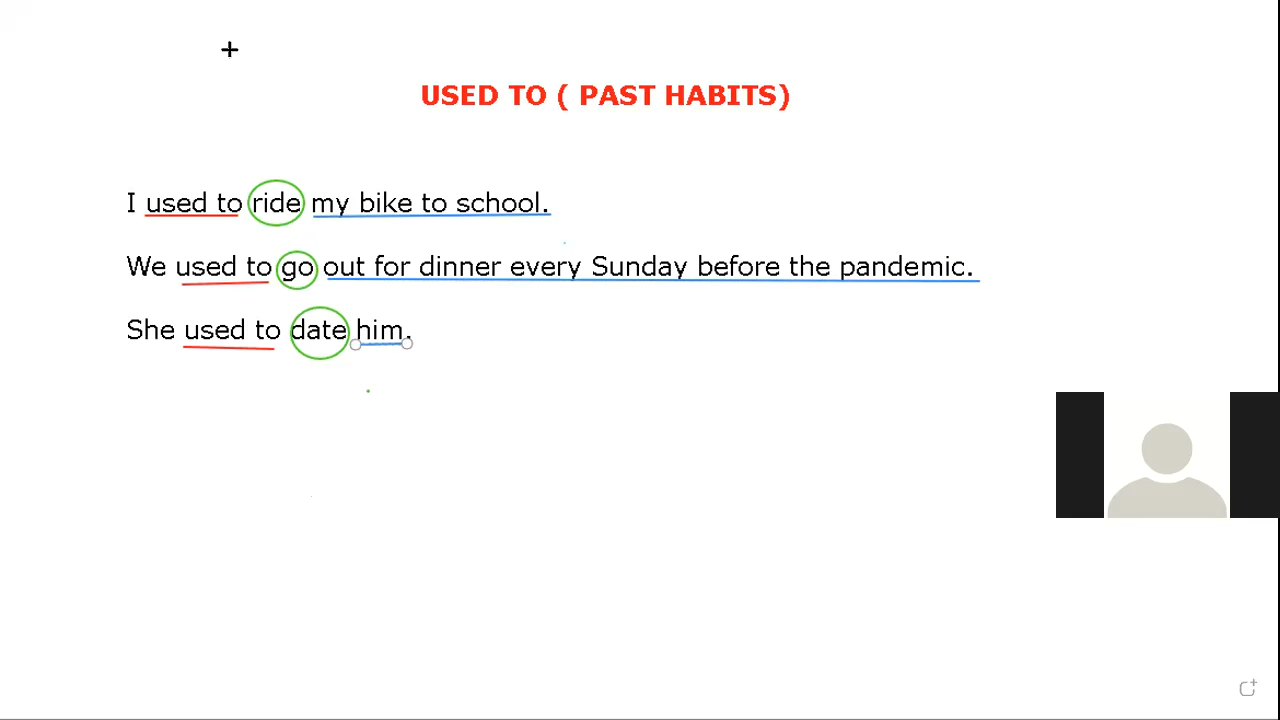 USED TO ( PAST HABITS)
I used to ride my bike to school.
We used to go out for dinner every Sunday before the pandemic.
She used to date him.